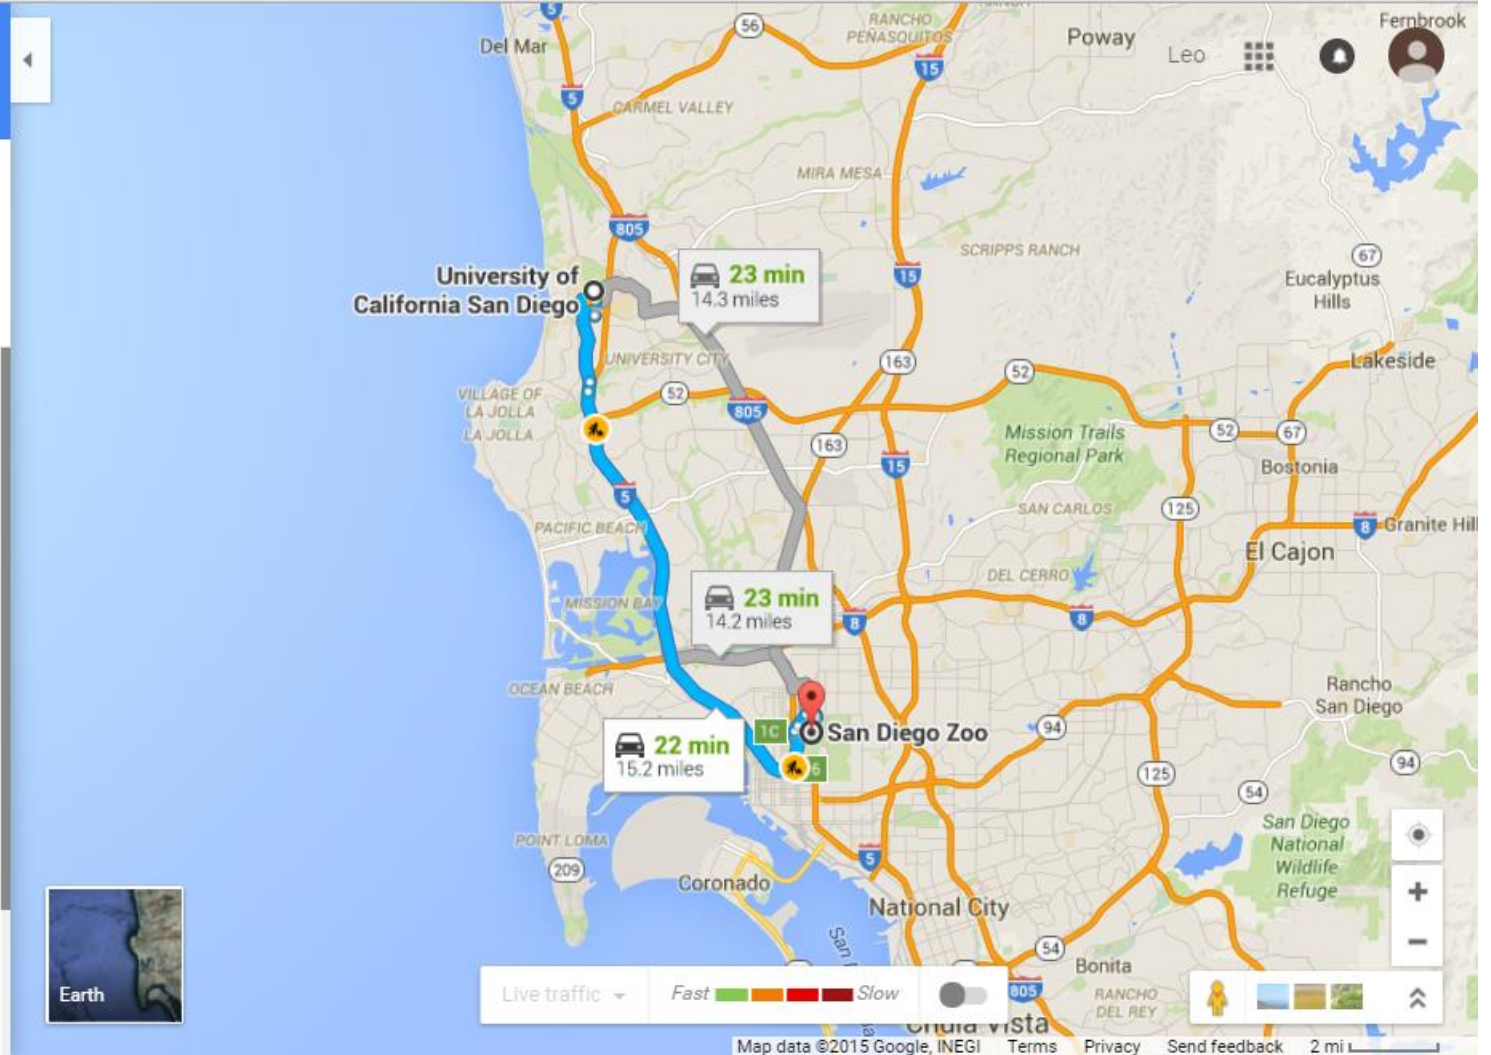 5
56
RANCHO
PEÑASQUITOS
Fernbrook
Del Mar
Poway
Leo
15
5
CARMEL VALLEY
MIRA MESA
805
SCRIPPS RANCH
67
University of
California San Diego
23 min
14.3 miles
15
Eucalyptus
Hills
UNIVERSITY CITY
163
52
Lakeside
VILLAGE OF
LA JOLLA
LA JOLLA
52
805
163
Mission Trails
Regional Park
52
67
15
Bostonia
5
SAN CARLOS
125
PACIFIC BEACH
8
El Cajon
DEL CERRO
MISSION BAY
23 min
14.2 miles
8
8
OCEAN BEACH
Rancho
San Diego
1C
San Diego Zoo
94
22 min
15.2 miles
6
125
94
54
POINT LOMA
San Diego
National
Wildlife
Refuge
209
5
Coronado
National City
54
Bonita
Earth
Live traffic
Fast
Slow
805
RANCHO
DEL REY
Chula Vista
Map data ©2015 Google, INEGI
Terms
Privacy
Send feedback
2 mi